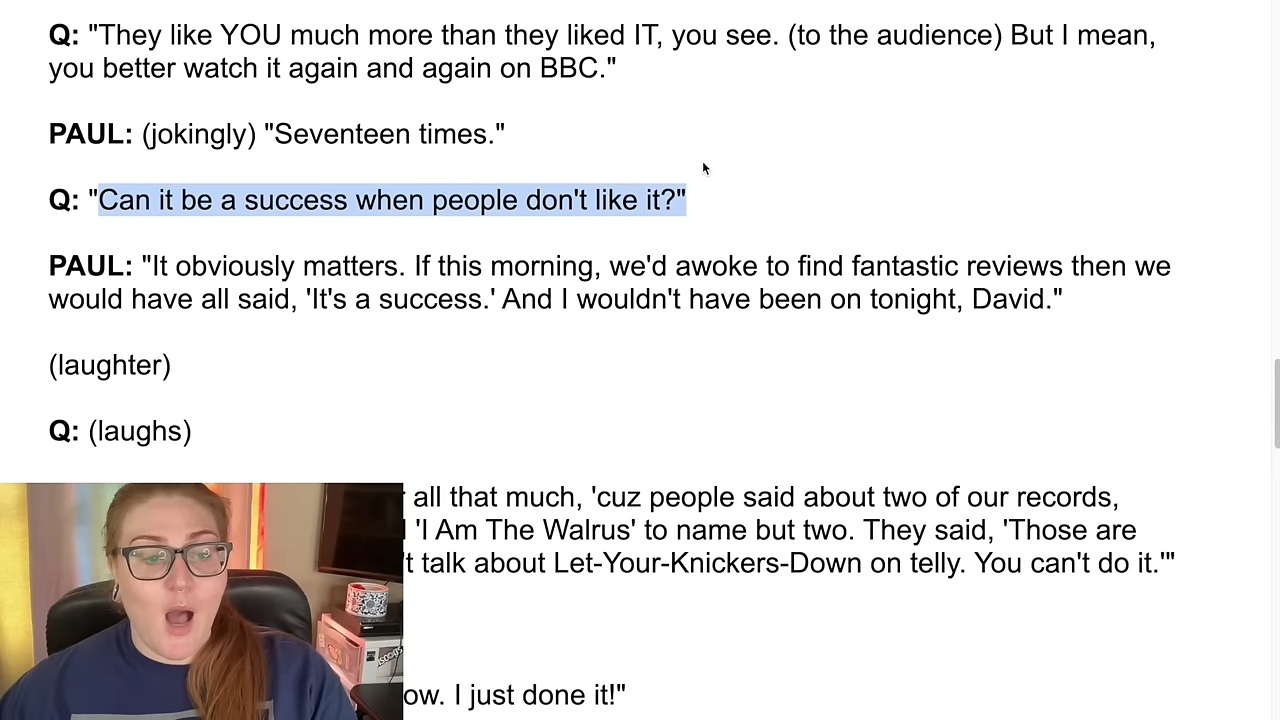 Q: "They like YOU much more than they liked IT, you see. (to the audience) But I mean,
you better watch it again and again on BBC."
PAUL: (jokingly) "Seventeen times."
Q: "Can it be a success when people don't like it?"
PAUL: "It obviously matters. If this morning, we'd awoke to find fantastic reviews then we
would have all said, 'It's a success.' And I wouldn't have been on tonight, David."
(laughter)
Q: (laughs)
all that much, 'cuz people said about two of our records,
'I Am The Walrus' to name but two. They said, 'Those are
't talk about Let-Your-Knickers-Down on telly. You can't do it.'"
ow. I just done it!"